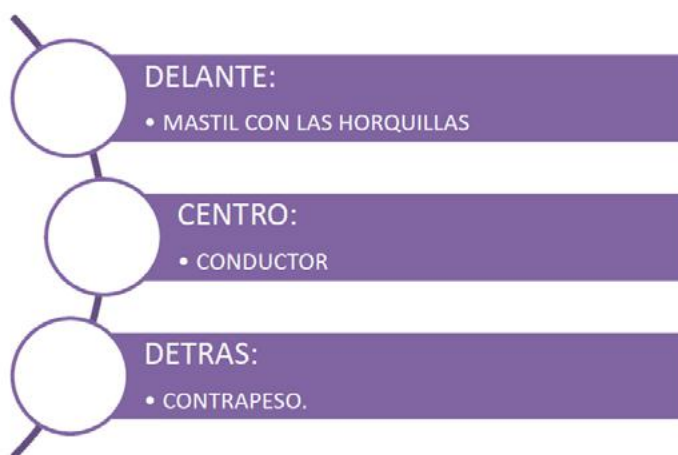 DELANTE:
• MASTIL CON LAS HORQUILLAS
CENTRO:
• CONDUCTOR
DETRAS:
• CONTRAPESO.